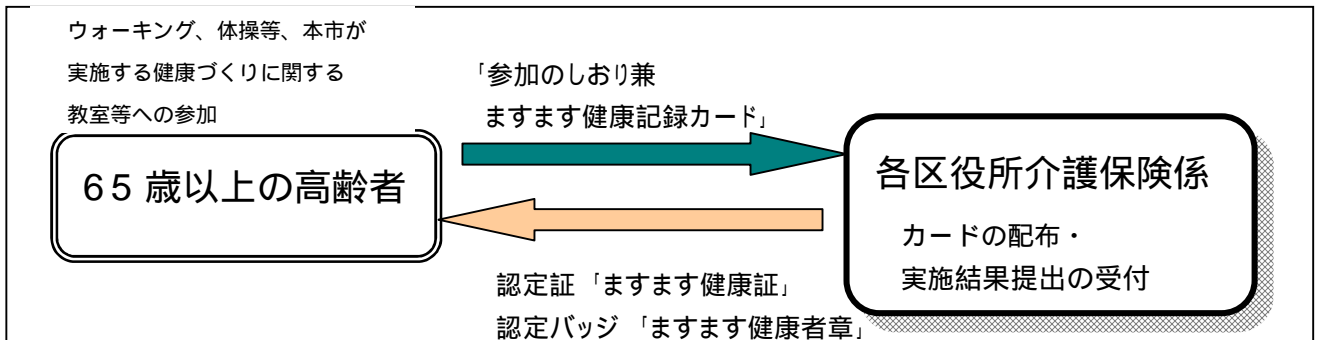 ウォーキング、体操等、本市が
実施する健康づくりに関する
教室等への参加
65 歳以上の高齢者
「参加のしおり兼
ますます健康記録カード」
認定証「ますます健康証」
認定バッジ 「ますます健康者章」
各区役所介護保険係
カードの配布・
実施結果提出の受付